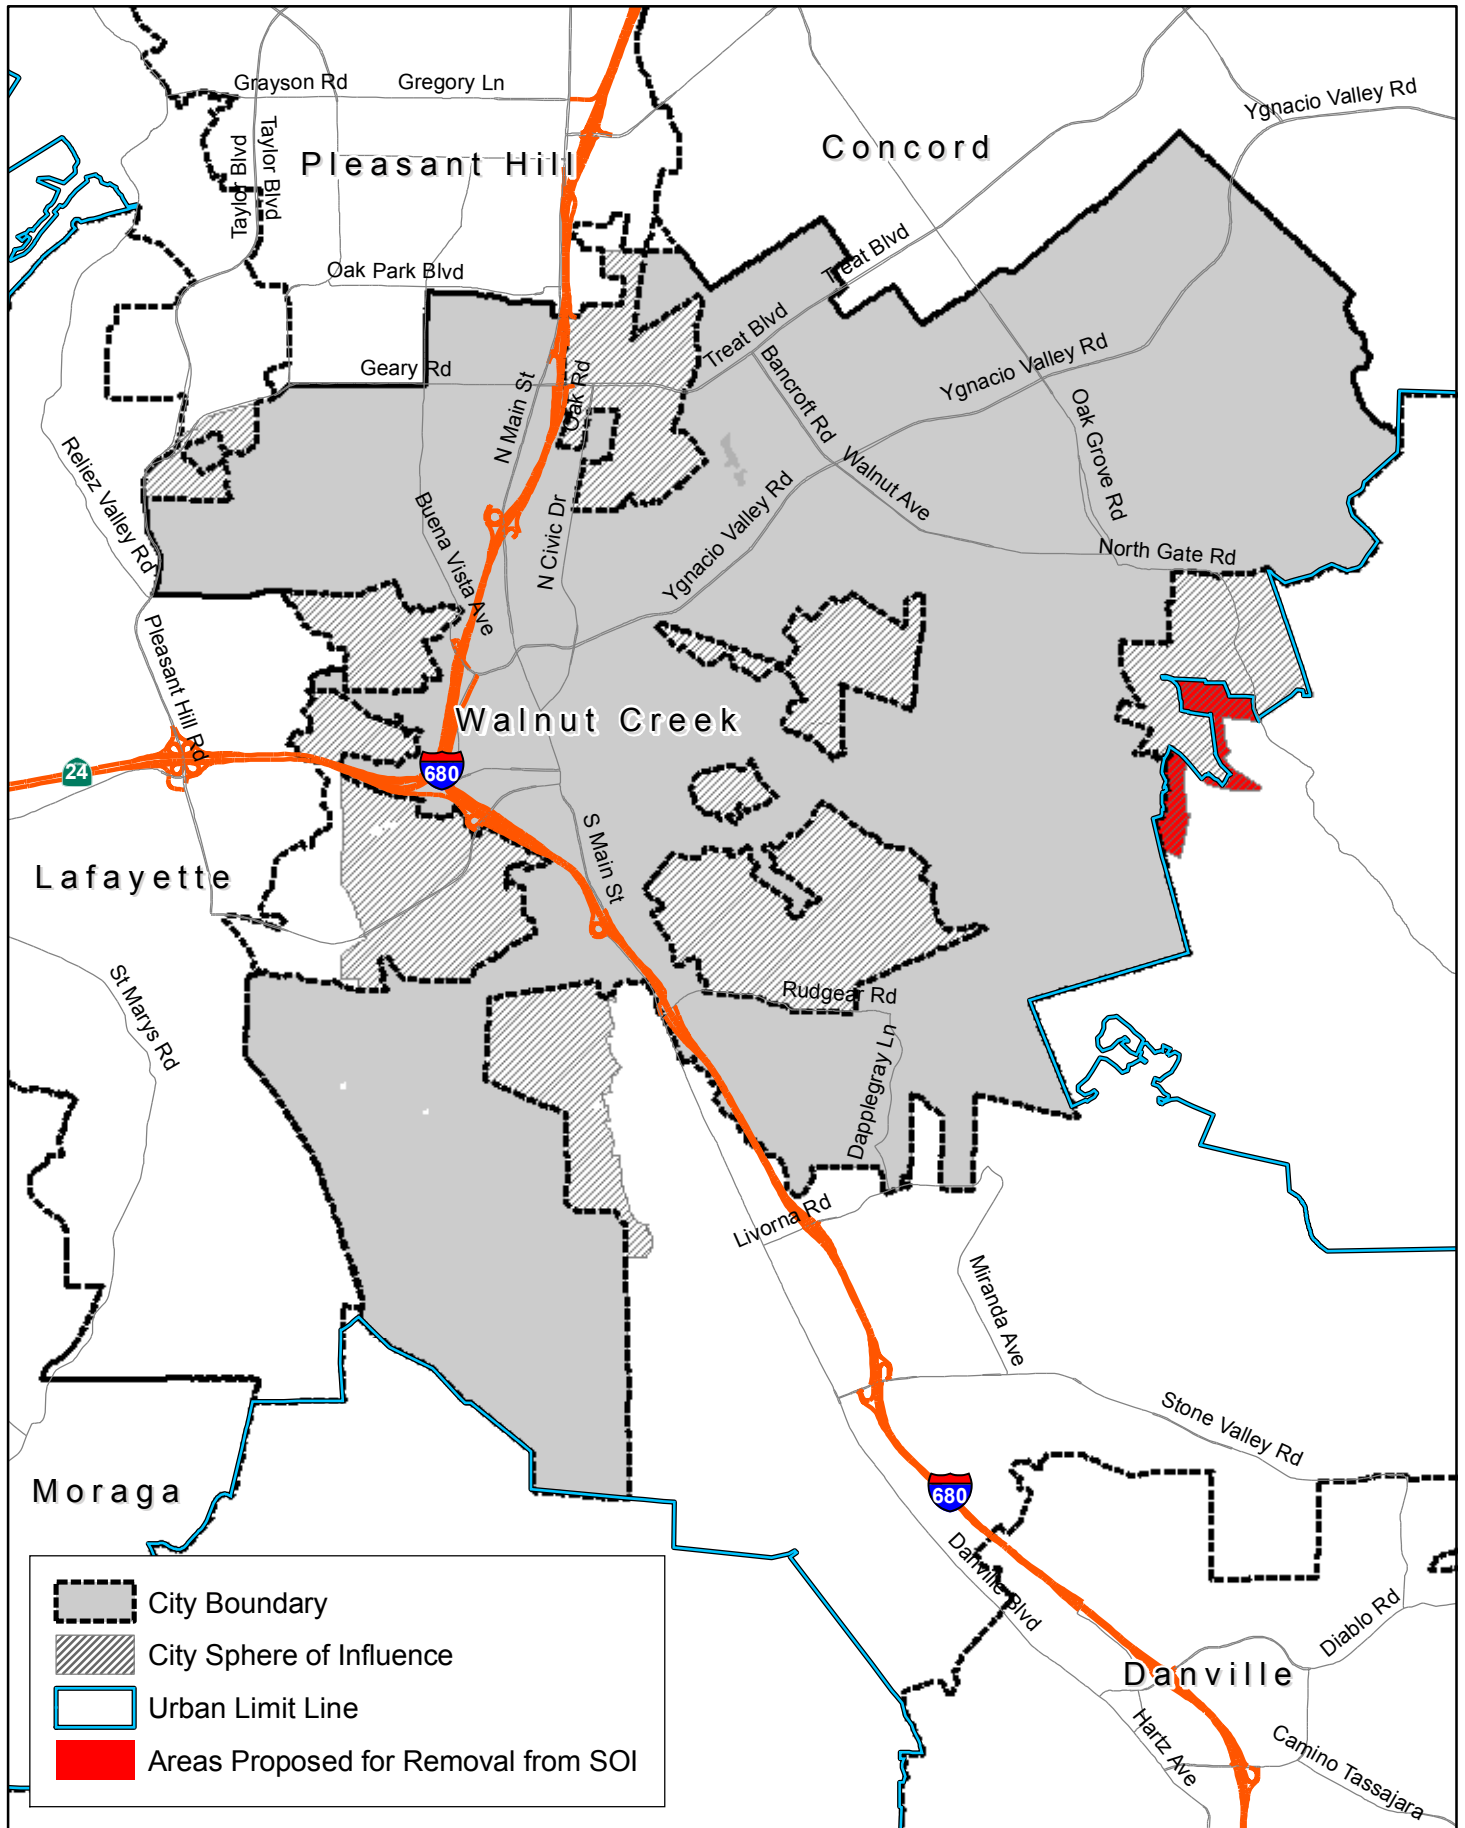 Grayson Rd
Gregory Ln
Ygnacio Valley Rd
Concord
Taylor Blvd
Taylor Blvd
Pleasant Hill
Treat Blvd
Oak Park Blvd
Treat Blvd
Geary Rd
Oak Rd
N Main St
Bancroft Rd
Ygnacio Valley Rd
Oak Grove Rd
Walnut Ave
Reliez Valley Rd
Buena Vista Ave
N Civic Dr
Ygnacio Valley Rd
North Gate Rd
Pleasant Hill Rd
Walnut Creek
24
680
S Main St
Lafayette
St Marys Rd
Rudgear Rd
Dapplegray Ln
Livorna Rd
Miranda Ave
Stone Valley Rd
Moraga
680
Danville Blvd
Diablo Rd
Danville
Hartz Ave
Camino Tassajara
City Boundary
City Sphere of Influence
Urban Limit Line
Areas Proposed for Removal from SOI